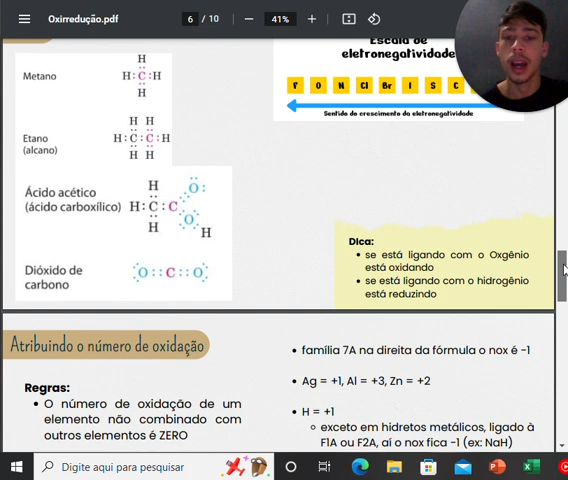 Oxirredução.pdf
6 / 10
41%
Metano
H
H:C:H
H
Etano
(alcano)
H H
H:C:C:H
H H
Ácido acético
(ácido carboxílico)
H
O
H:C:C
H
O
H
Dióxido de
carbono
O::C::O
Escala de
eletronegatividade
F O N Cl Br I S C
Sentido do crescimento da eletronegatividade
Dica:
• se está ligando com o Oxgênio
está oxidando
• se está ligando com o hidrogênio
está reduzindo
Atribuindo o número de oxidação
Regras:
• O número de oxidação de um
elemento não combinado com
outros elementos é ZERO
• família 7A na direita da fórmula o nox é -1
• Ag = +1, Al = +3, Zn = +2
• H = +1
○ exceto em hidretos metálicos, ligado à
F1A ou F2A, aí o nox fica -1 (ex: NaH)
Digite aqui para pesquisar